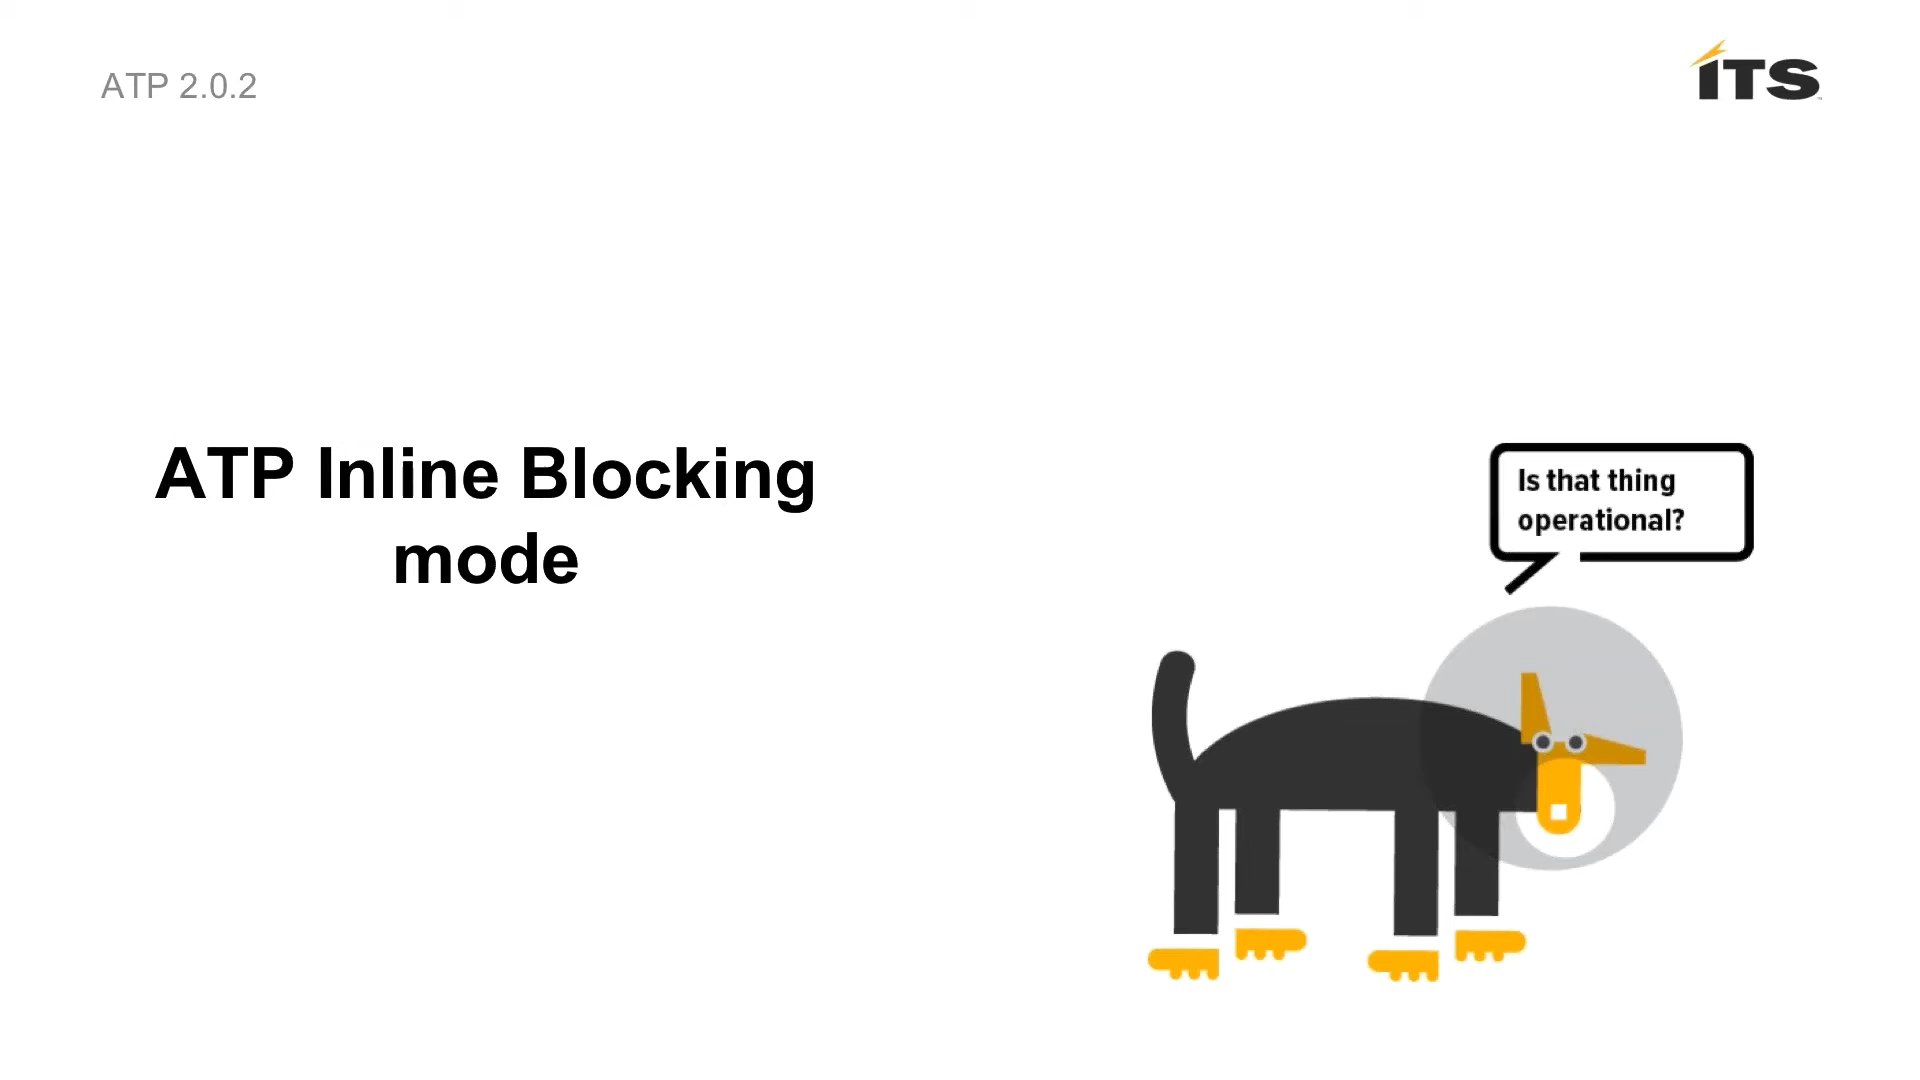 ATP 2.0.2
ITS
ATP Inline Blocking
mode
Is that thing
operational?